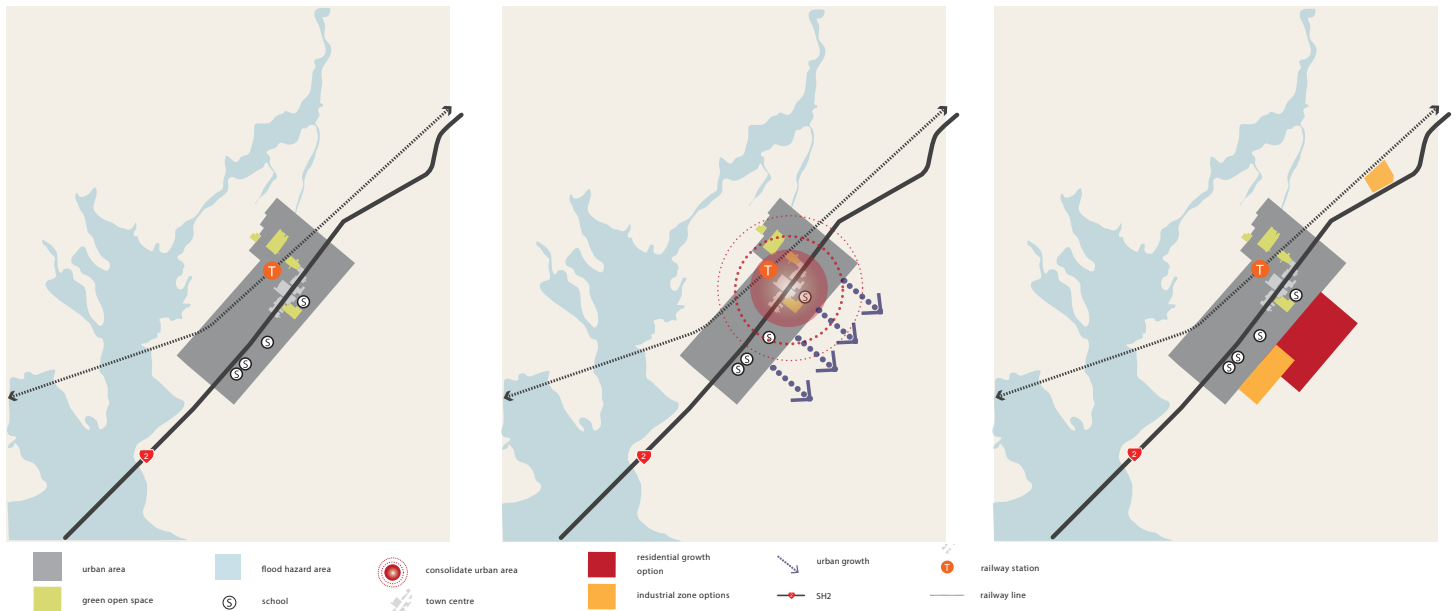 T
S
S
S
S
2
T
S
S
S
S
2
T
S
S
S
S
2
urban area
flood hazard area
consolidate urban area
residential growth
option
urban growth
T railway station
green open space
S school
town centre
industrial zone options
2 SH2
railway line